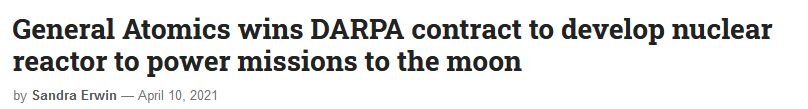 General Atomics wins DARPA contract to develop nuclear
reactor to power missions to the moon
by Sandra Erwin — April 10, 2021